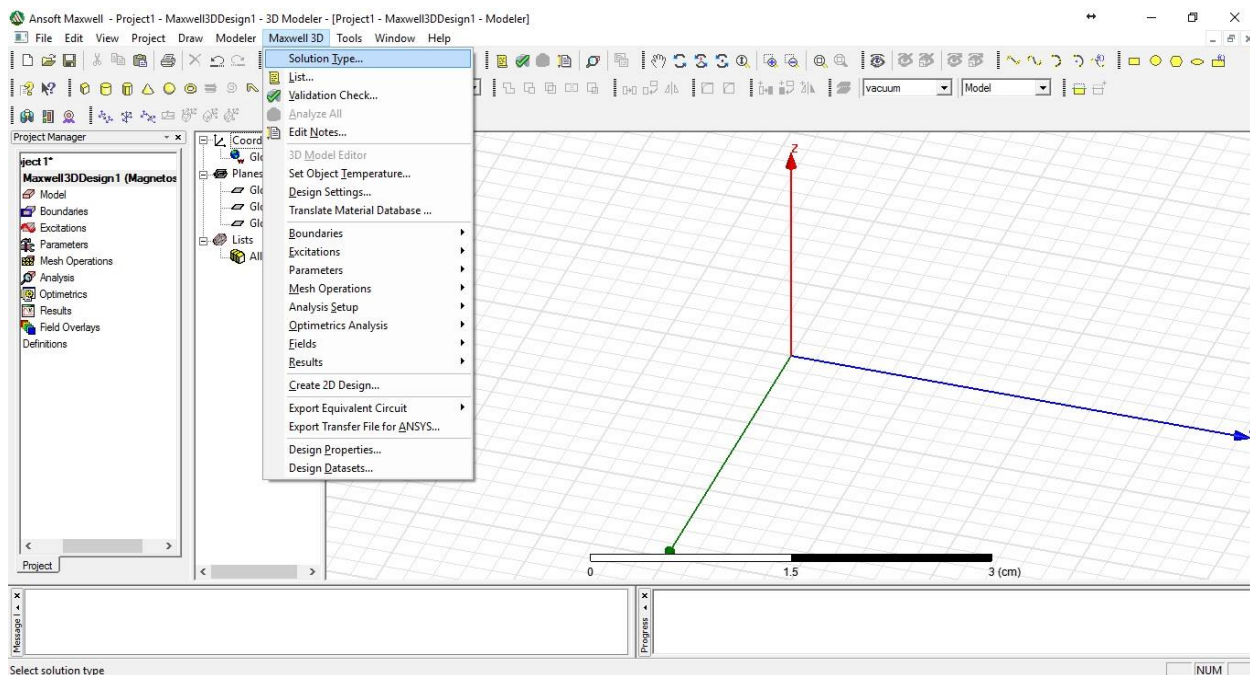 Ansoft Maxwell - Project1 - Maxwell3DDesign1 - 3D Modeler - [Project1 - Maxwell3DDesign1 - Modeler]
File Edit View Project Draw Modeler Maxwell 3D Tools Window Help
Solution Type...
List...
Validation Check...
Analyze All
Edit Notes...
3D Model Editor
Set Object Temperature...
Design Settings...
Translate Material Database ...
Boundaries
Excitations
Parameters
Mesh Operations
Analysis Setup
Optimetrics Analysis
Fields
Results
Create 2D Design...
Export Equivalent Circuit
Export Transfer File for ANSYS...
Design Properties...
Design Datasets...
vacuum
Model
Project Manager
ject1*
Maxwell3DDesign1 (Magnetos
Model
Boundaries
Excitations
Parameters
Mesh Operations
Analysis
Optimetrics
Results
Field Overlays
Definitions
Project
Coord
Glo
Planes
Glo
Glo
Glo
Lists
All
Z
0 1.5 3 (cm)
Message
Progress
Select solution type
NUM